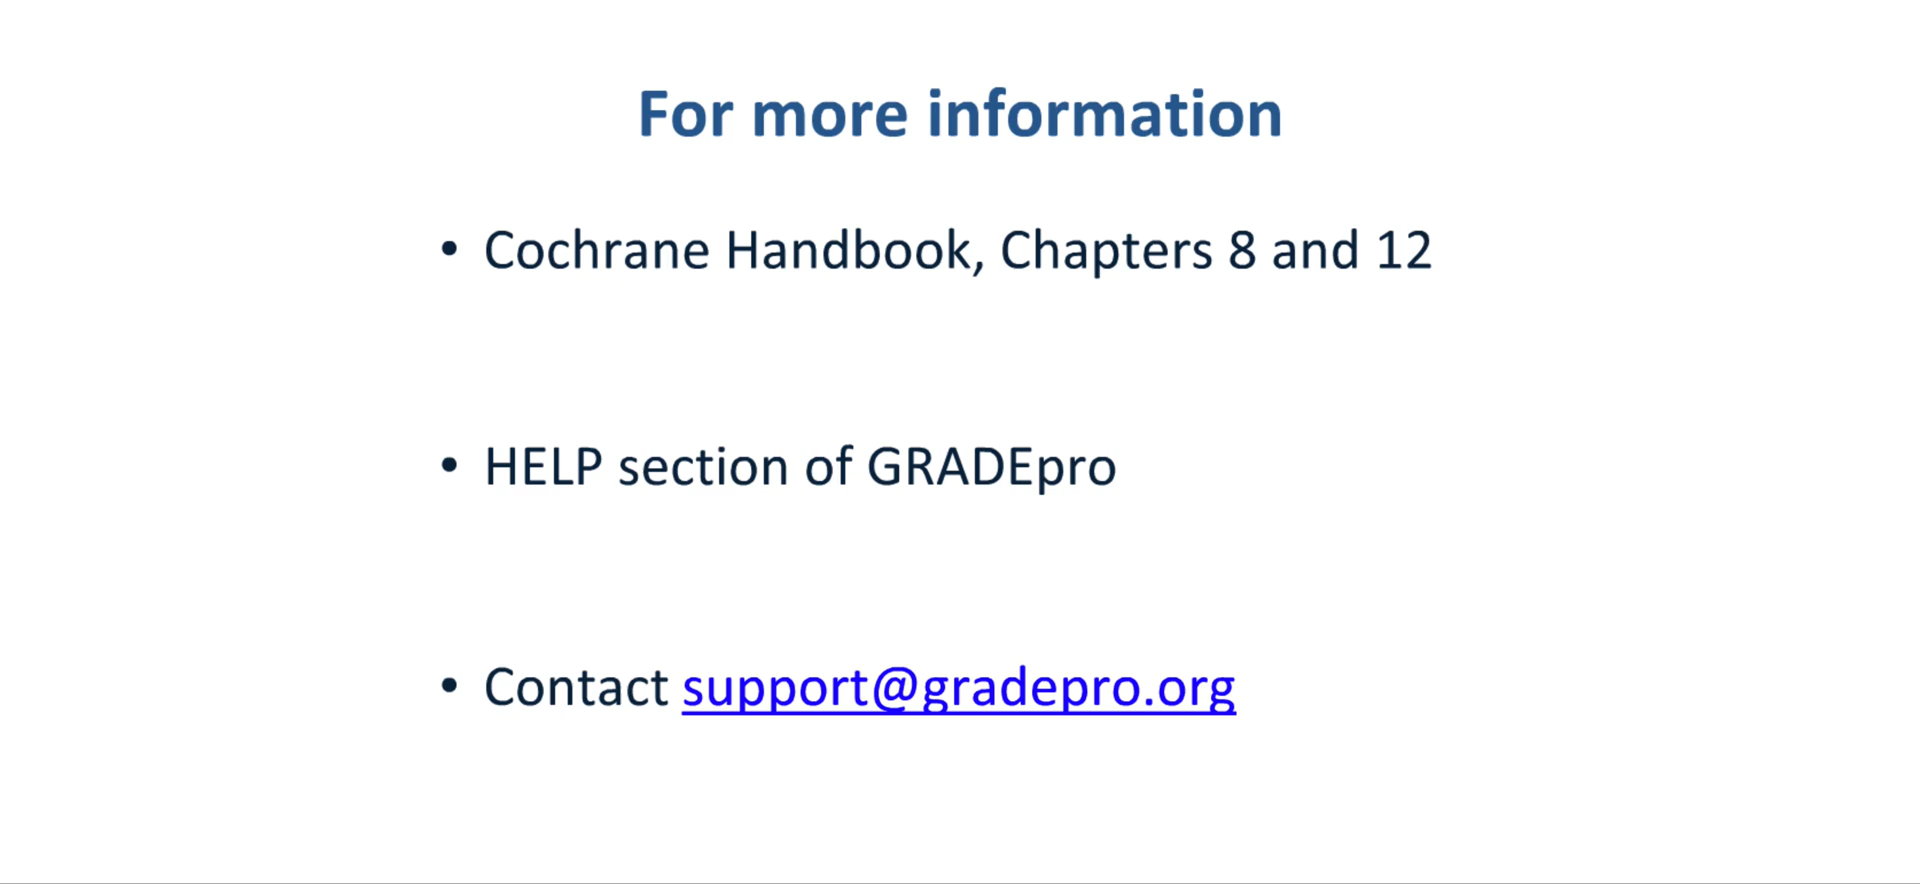 For more information
• Cochrane Handbook, Chapters 8 and 12
• HELP section of GRADEpro
• Contact support@gradepro.org